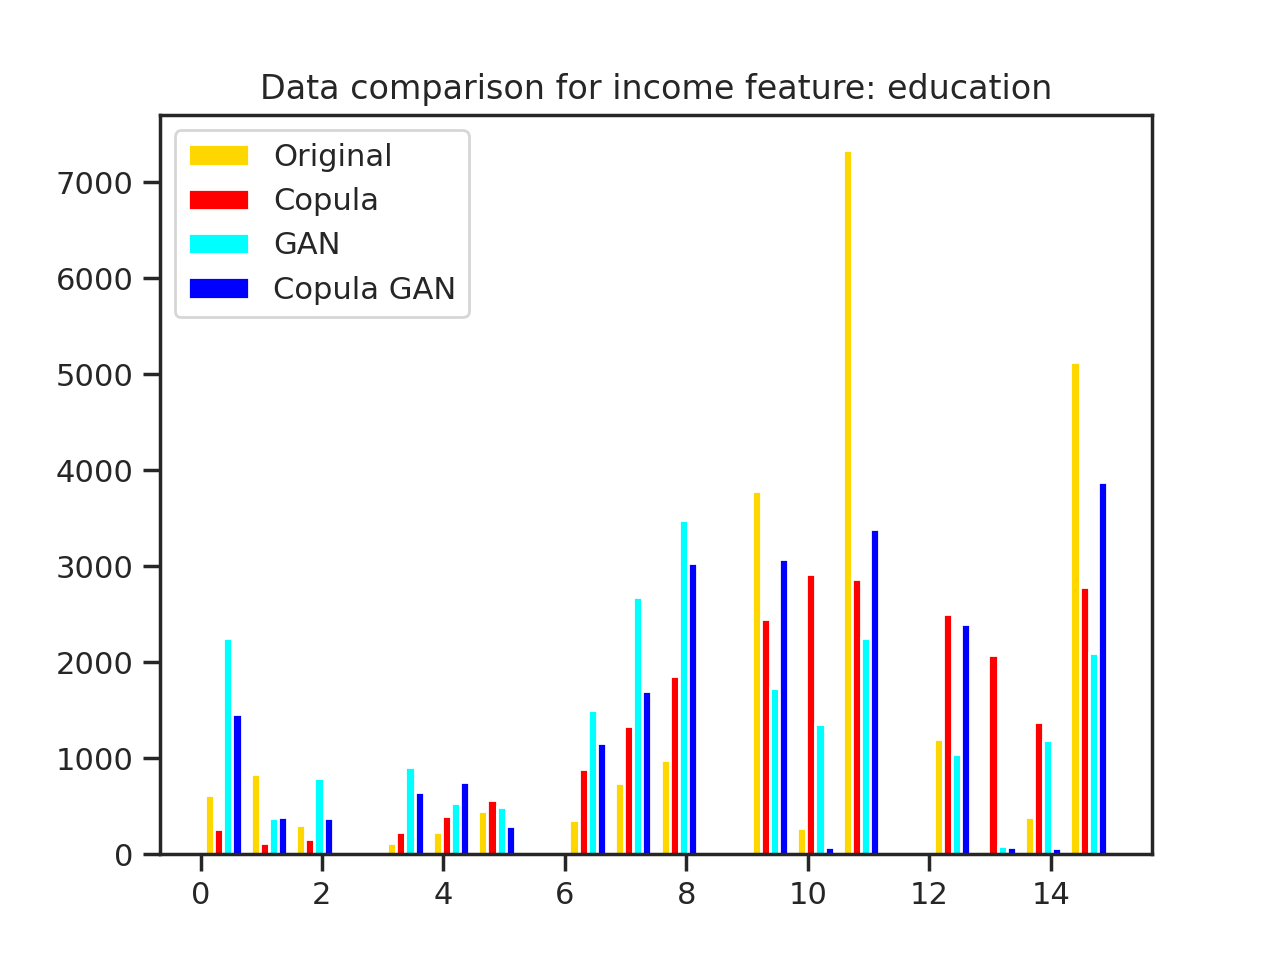 Data comparison for income feature: education
Original
Copula
GAN
Copula GAN
7000
6000
5000
4000
3000
2000
1000
0
0 2 4 6 8 10 12 14